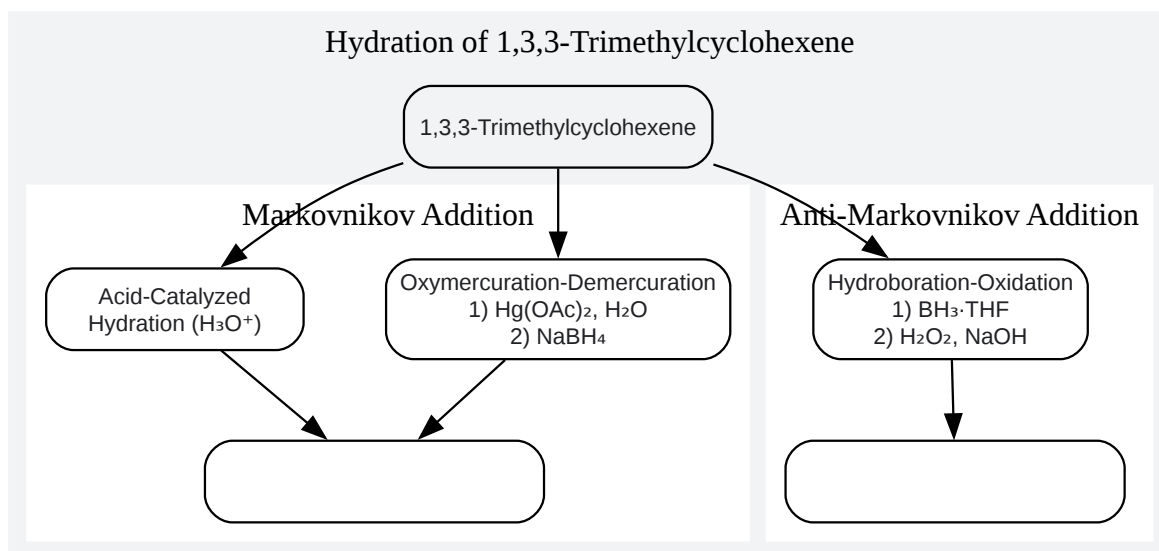 Hydration of 1,3,3-Trimethylcyclohexene
1,3,3-Trimethylcyclohexene
Markovnikov Addition
Anti-Markovnikov Addition
Acid-Catalyzed
Hydration (H₃O⁺)
Oxymercuration-Demercuration
1) Hg(OAc)₂, H₂O
2) NaBH₄
Hydroboration-Oxidation
1) BH₃·THF
2) H₂O₂, NaOH